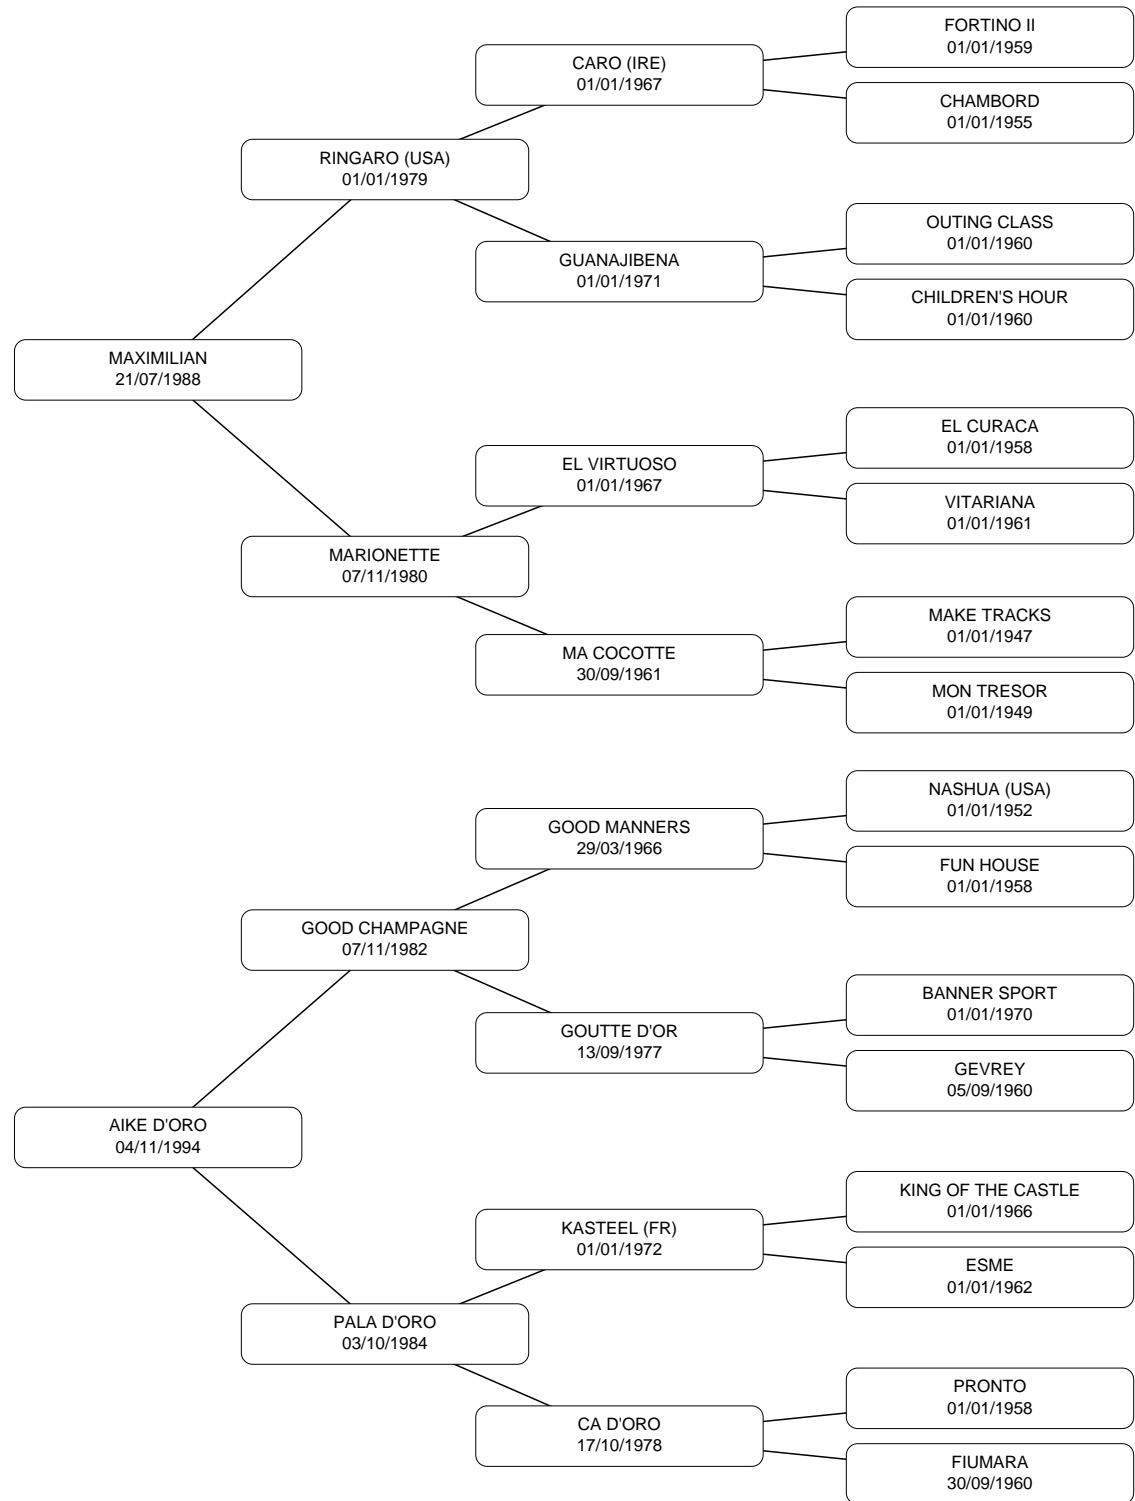 FORTINO II
01/01/1959
CARO (IRE)
01/01/1967
CHAMBORD
01/01/1955
RINGARO (USA)
01/01/1979
OUTING CLASS
01/01/1960
GUANAJIBENA
01/01/1971
CHILDREN'S HOUR
01/01/1960
MAXIMILIAN
21/07/1988
EL CURACA
01/01/1958
EL VIRTUOSO
01/01/1967
VITARIANA
01/01/1961
MARIONETTE
07/11/1980
MAKE TRACKS
01/01/1947
MA COCOTTE
30/09/1961
MON TRESOR
01/01/1949
NASHUA (USA)
01/01/1952
GOOD MANNERS
29/03/1966
FUN HOUSE
01/01/1958
GOOD CHAMPAGNE
07/11/1982
BANNER SPORT
01/01/1970
GOUTTE D'OR
13/09/1977
GEVREY
05/09/1960
AIKE D'ORO
04/11/1994
KING OF THE CASTLE
01/01/1966
KASTEEL (FR)
01/01/1972
ESME
01/01/1962
PALA D'ORO
03/10/1984
PRONTO
01/01/1958
CA D'ORO
17/10/1978
FIUMARA
30/09/1960